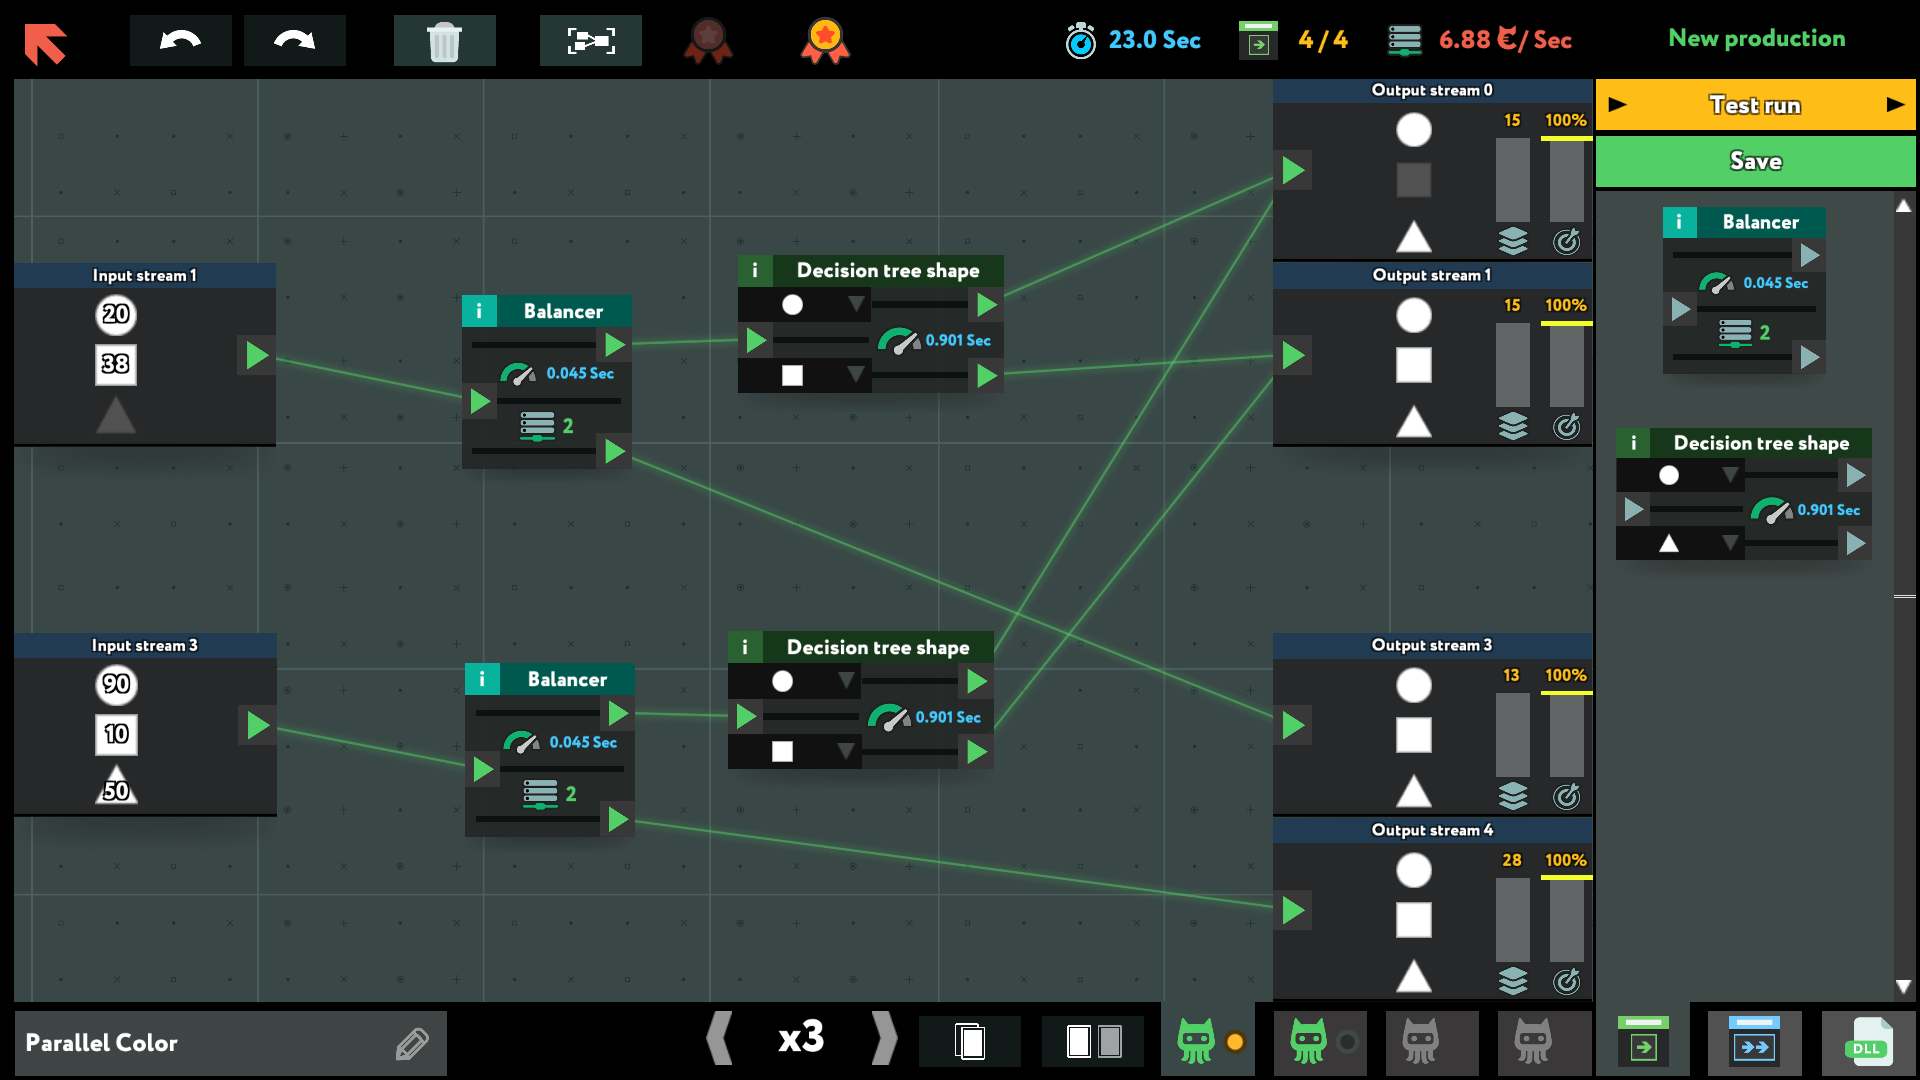 23.0 Sec
4/4
6.88 / Sec
New production
Test run
Save
Input stream 1
20
38
Balancer
0.045 Sec
2
i
Decision tree shape
0.901 Sec
i
Output stream 0
15
100%
Output stream 1
15
100%
i
Balancer
0.045 Sec
2
i
Decision tree shape
0.901 Sec
Input stream 3
90
10
50
i
Balancer
0.045 Sec
2
i
Decision tree shape
0.901 Sec
Output stream 3
13
100%
Output stream 4
28
100%
Parallel Color
x3
DLL